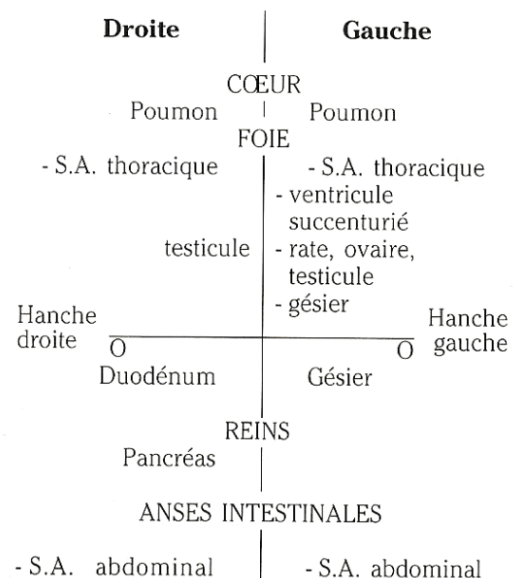 Droite Gauche
CŒUR
Poumon Poumon
FOIE
- S.A. thoracique - S.A. thoracique
- ventricule
succenturié
testicule - rate, ovaire,
testicule
- gésier
Hanche Hanche
droite gauche
O O
Duodénum Gésier
REINS
Pancréas
ANSES INTESTINALES
- S.A. abdominal - S.A. abdominal